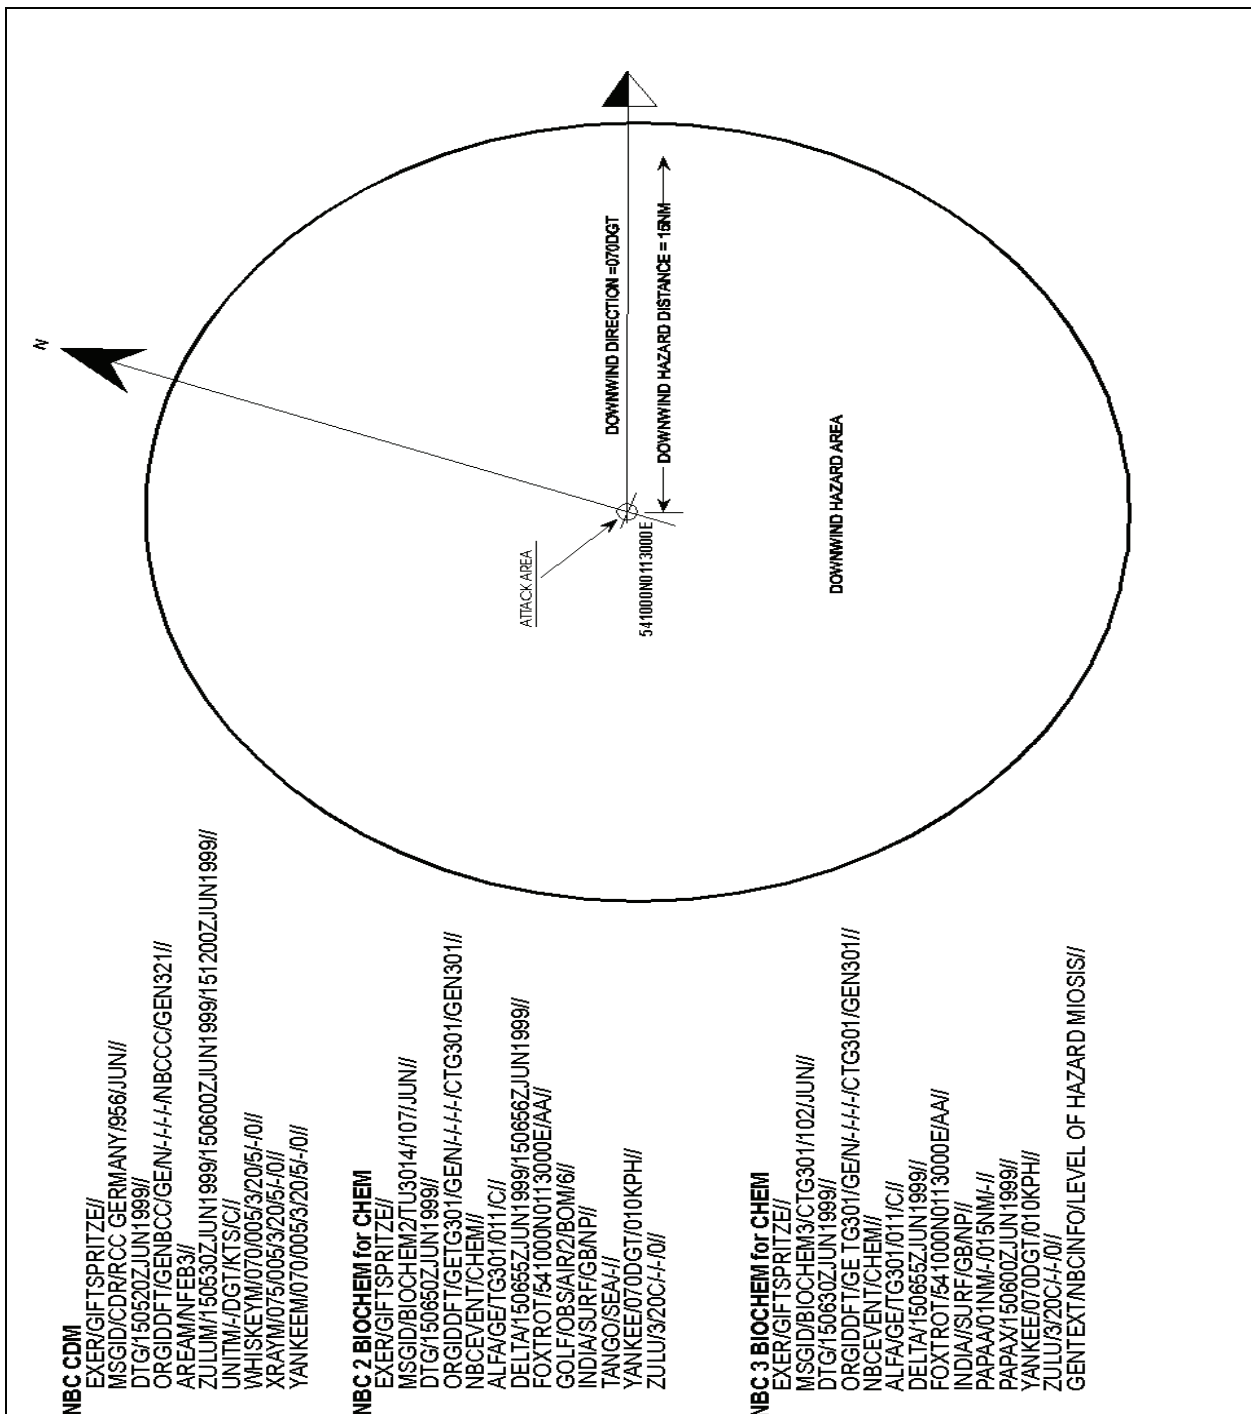 NBC CDM
EXER/GIFTSPRITZE//
MSGID/CDR/RCC GERMANY/956/JUN//
DTG/150520ZJUN1999//
ORGIDDFT/GENBCC/GE/N/-/-/-/-/NBCCC/GEN321//
AREAM/NFEB3//
ZULUM/150530ZJUN1999/150600ZJUN1999/151200ZJUN1999//
UNITM/-/DGT/KTS/C//
WHISKEYM/070/005/3/20/5/-/0//
XRAYM/075/005/3/20/5/-/0//
YANKEEM/070/005/3/20/5/-/0//
NBC 2 BIOCHEM for CHEM
EXER/GIFTSPRITZE//
MSGID/BIOCHEM2/TU3014/107/JUN//
DTG/150650ZJUN1999//
ORGIDDFT/GETG301/GE/N/-/-/-/-/CTG301/GEN301//
NBCEVENT/CHEM//
ALFA/GE/TG301/011/C//
DELTA/150655ZJUN1999/150656ZJUN1999//
FOXTROT/541000N0113000E/AA//
GOLF/OBS/AIR/2/BOM/6//
INDIA/SURF/GB/NP//
TANGO/SEA/-//
YANKEE/070DGT/010KPH//
ZULU/3/20C/-/-/0//
NBC 3 BIOCHEM for CHEM
EXER/GIFTSPRITZE//
MSGID/BIOCHEM3/CTG301/102/JUN//
DTG/150630ZJUN1999//
ORGIDDFT/GE TG301/GE/N/-/-/-/-/CTG301/GEN301//
NBCEVENT/CHEM//
ALFA/GE/TG301/011/C//
DELTA/150655ZJUN1999//
FOXTROT/541000N0113000E/AA//
INDIA/SURF/GB/NP//
PAPAA/01NM/-/015NM/-//
PAPAX/150600ZJUN1999//
YANKEE/070DGT/010KPH//
ZULU/3/20C/-/-/0//
GENTEXT/NBCINFO/LEVEL OF HAZARD MIOSIS//
N
ATTACK AREA
541000N0113000E
DOWNWIND DIRECTION =070DGT
DOWNWIND HAZARD DISTANCE = 15NM
DOWNWIND HAZARD AREA